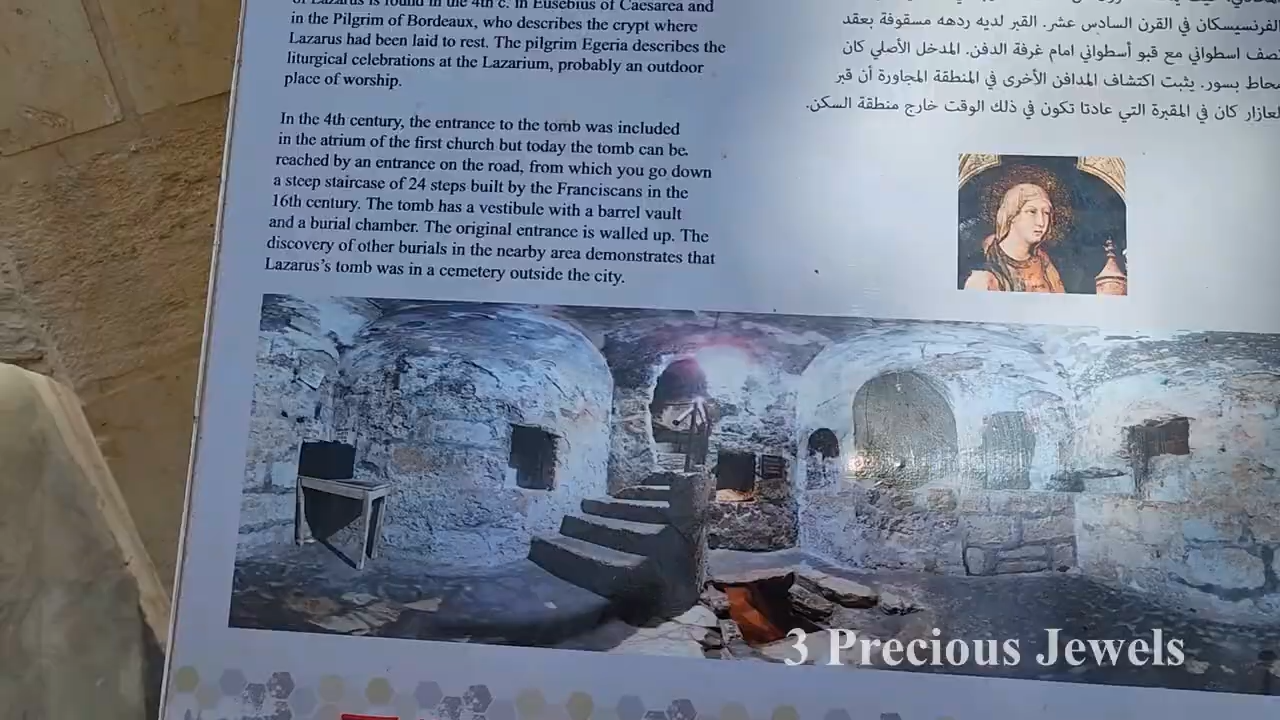 of Lazarus is found in the 4th c. in Eusebius of Caesarea and
in the Pilgrim of Bordeaux, who describes the crypt where
Lazarus had been laid to rest. The pilgrim Egeria describes the
liturgical celebrations at the Lazarium, probably an outdoor
place of worship.
In the 4th century, the entrance to the tomb was included
in the atrium of the first church but today the tomb can be.
reached by an entrance on the road, from which you go down
a steep staircase of 24 steps built by the Franciscans in the
16th century. The tomb has a vestibule with a barrel vault
and a burial chamber. The original entrance is walled up. The
discovery of other burials in the nearby area demonstrates that
Lazarus’s tomb was in a cemetery outside the city.
الفرنسيسكان في القرن السادس عشر. القبر لديه ردهه مسقوفة بعقد
نصف اسطواني مع قبو أسطواني امام غرفة الدفن. المدخل الأصلي كان
محاط بسور. يثبت اكتشاف المدافن الأخرى في المنطقة المجاورة أن قبر
لعازار كان في المقبرة التي عادتا تكون في ذلك الوقت خارج منطقة السكن.
3 Precious Jewels